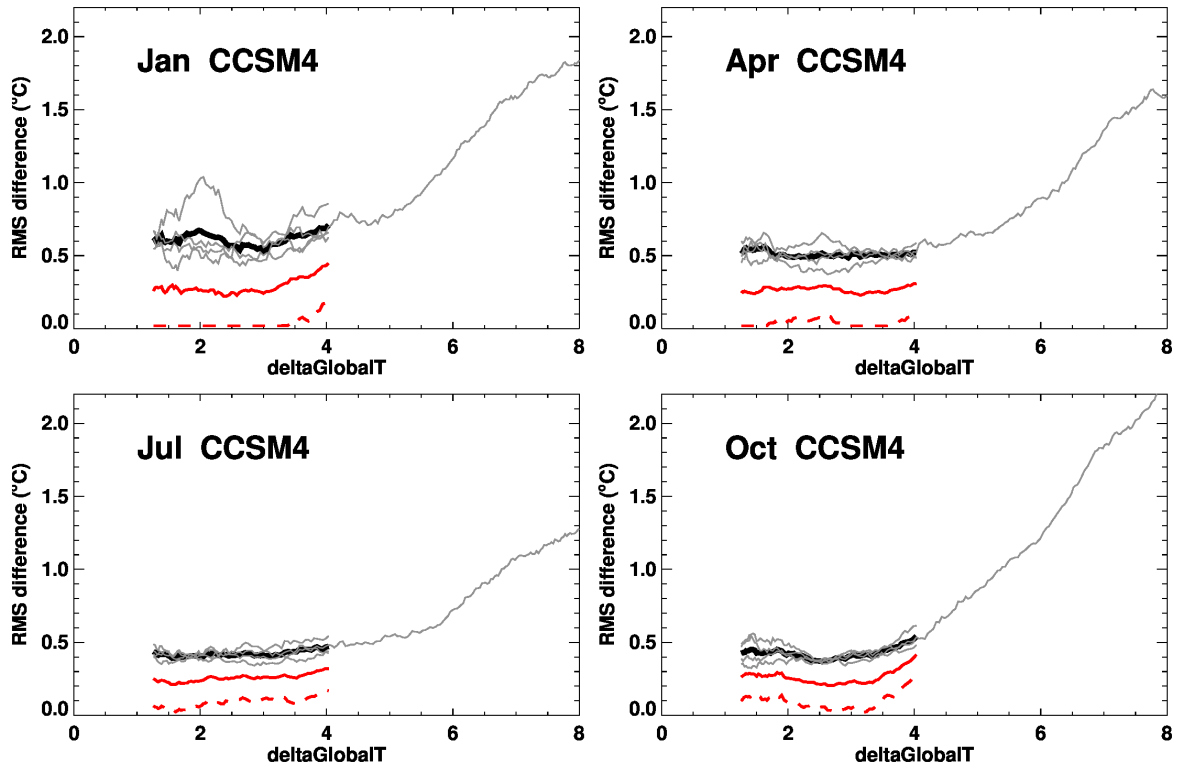 Jan CCSM4
RMS difference (°C)
2.0
1.5
1.0
0.5
0.0
0 2 4 6 8
deltaGlobalT
Apr CCSM4
RMS difference (°C)
2.0
1.5
1.0
0.5
0.0
0 2 4 6 8
deltaGlobalT
Jul CCSM4
RMS difference (°C)
2.0
1.5
1.0
0.5
0.0
0 2 4 6 8
deltaGlobalT
Oct CCSM4
RMS difference (°C)
2.0
1.5
1.0
0.5
0.0
0 2 4 6 8
deltaGlobalT